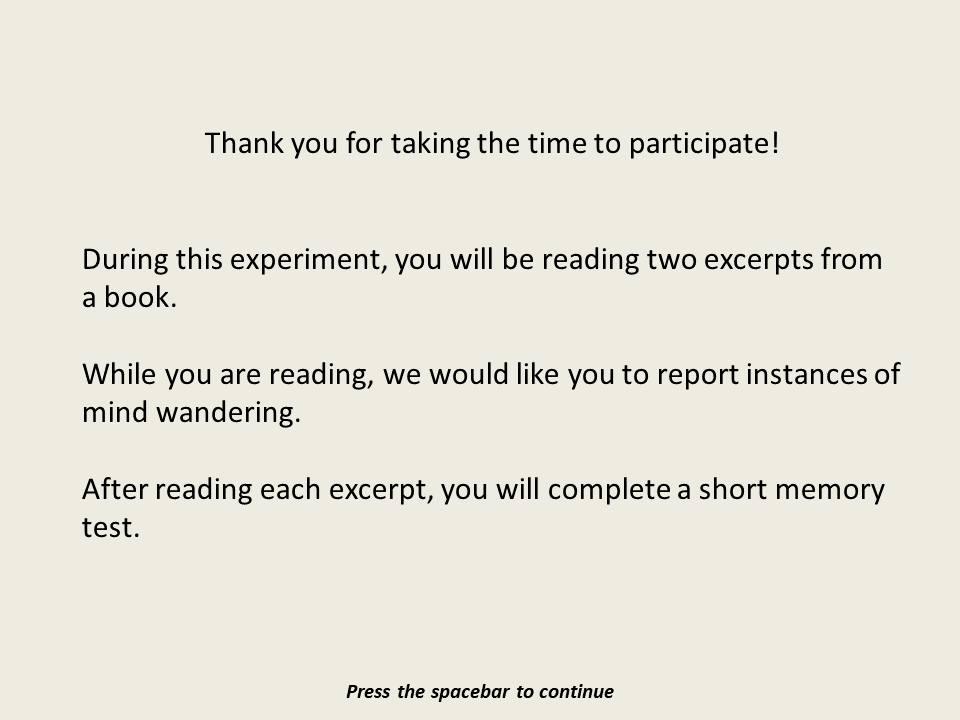 Thank you for taking the time to participate!
During this experiment, you will be reading two excerpts from
a book.
While you are reading, we would like you to report instances of
mind wandering.
After reading each excerpt, you will complete a short memory
test.
Press the spacebar to continue